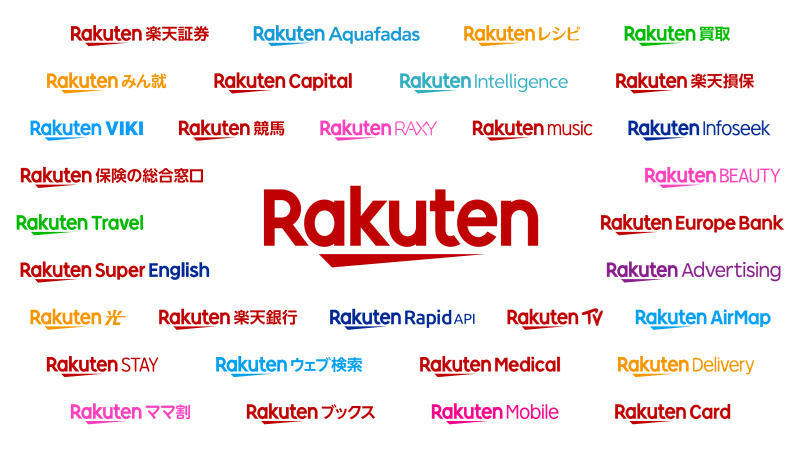 Rakuten 楽天証券
Rakuten Aquafadas
Rakuten レシピ
Rakuten 買取
Rakuten みん就
Rakuten Capital
Rakuten Intelligence
Rakuten 楽天損保
Rakuten VIKI
Rakuten 競馬
Rakuten RAXY
Rakuten music
Rakuten Infoseek
Rakuten 保険の総合窓口
Rakuten
Rakuten BEAUTY
Rakuten Travel
Rakuten Europe Bank
Rakuten Super English
Rakuten Advertising
Rakuten 光
Rakuten 楽天銀行
Rakuten Rapid API
Rakuten TV
Rakuten AirMap
Rakuten STAY
Rakuten ウェブ検索
Rakuten Medical
Rakuten Delivery
Rakuten ママ割
Rakuten ブックス
Rakuten Mobile
Rakuten Card